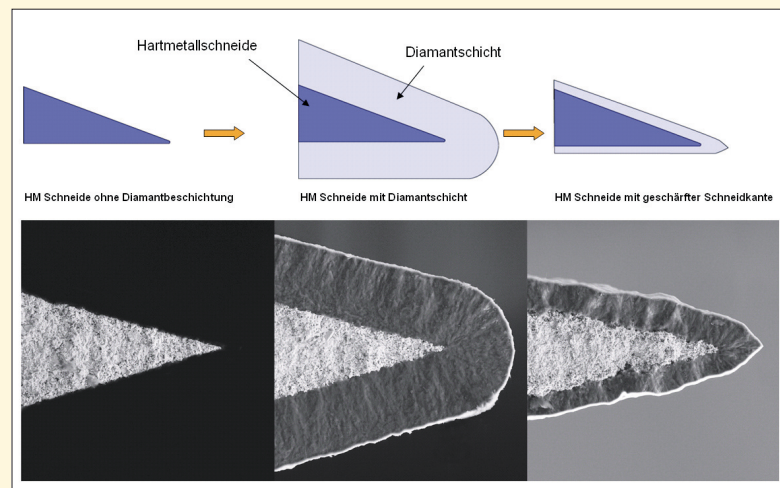 Hartmetallschneide
Diamantschicht
HM Schneide ohne Diamantbeschichtung
HM Schneide mit Diamantschicht
HM Schneide mit geschärfter Schneidkante